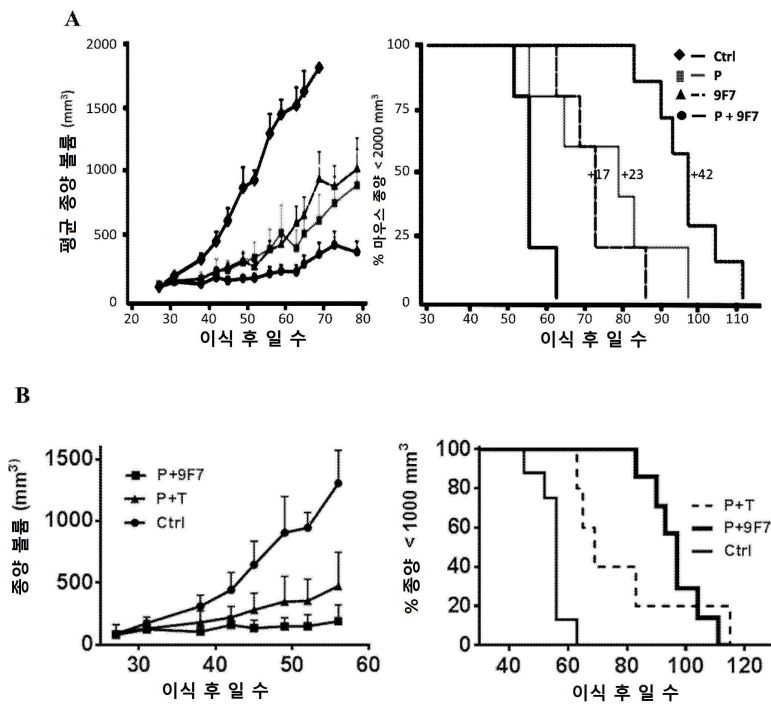 A
2000
1500
1000
500
0
평균 종양 볼륨 (mm³)
20 30 40 50 60 70 80
이식 후 일 수
100
75
50
25
0
% 마우스 종양 < 2000 mm³
30 40 50 60 70 80 90 100 110
이식 후 일 수
Ctrl
P
9F7
P + 9F7
+17 +23 +42
B
1500
1000
500
0
종양 볼륨 (mm³)
30 40 50 60
이식 후 일 수
P+9F7
P+T
Ctrl
100
80
60
40
20
0
% 종양 < 1000 mm³
40 60 80 100 120
이식 후 일 수
P+T
P+9F7
Ctrl